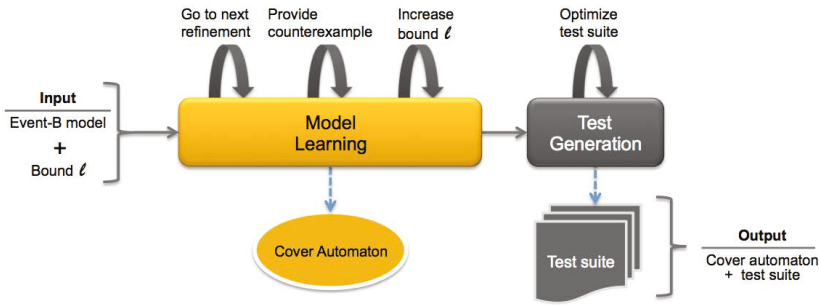 Go to next
refinement
Provide
counterexample
Increase
bound ℓ
Optimize
test suite
Input
Event-B model
+
Bound ℓ
Model
Learning
Test
Generation
Cover Automaton
Test suite
Output
Cover automaton
+ test suite